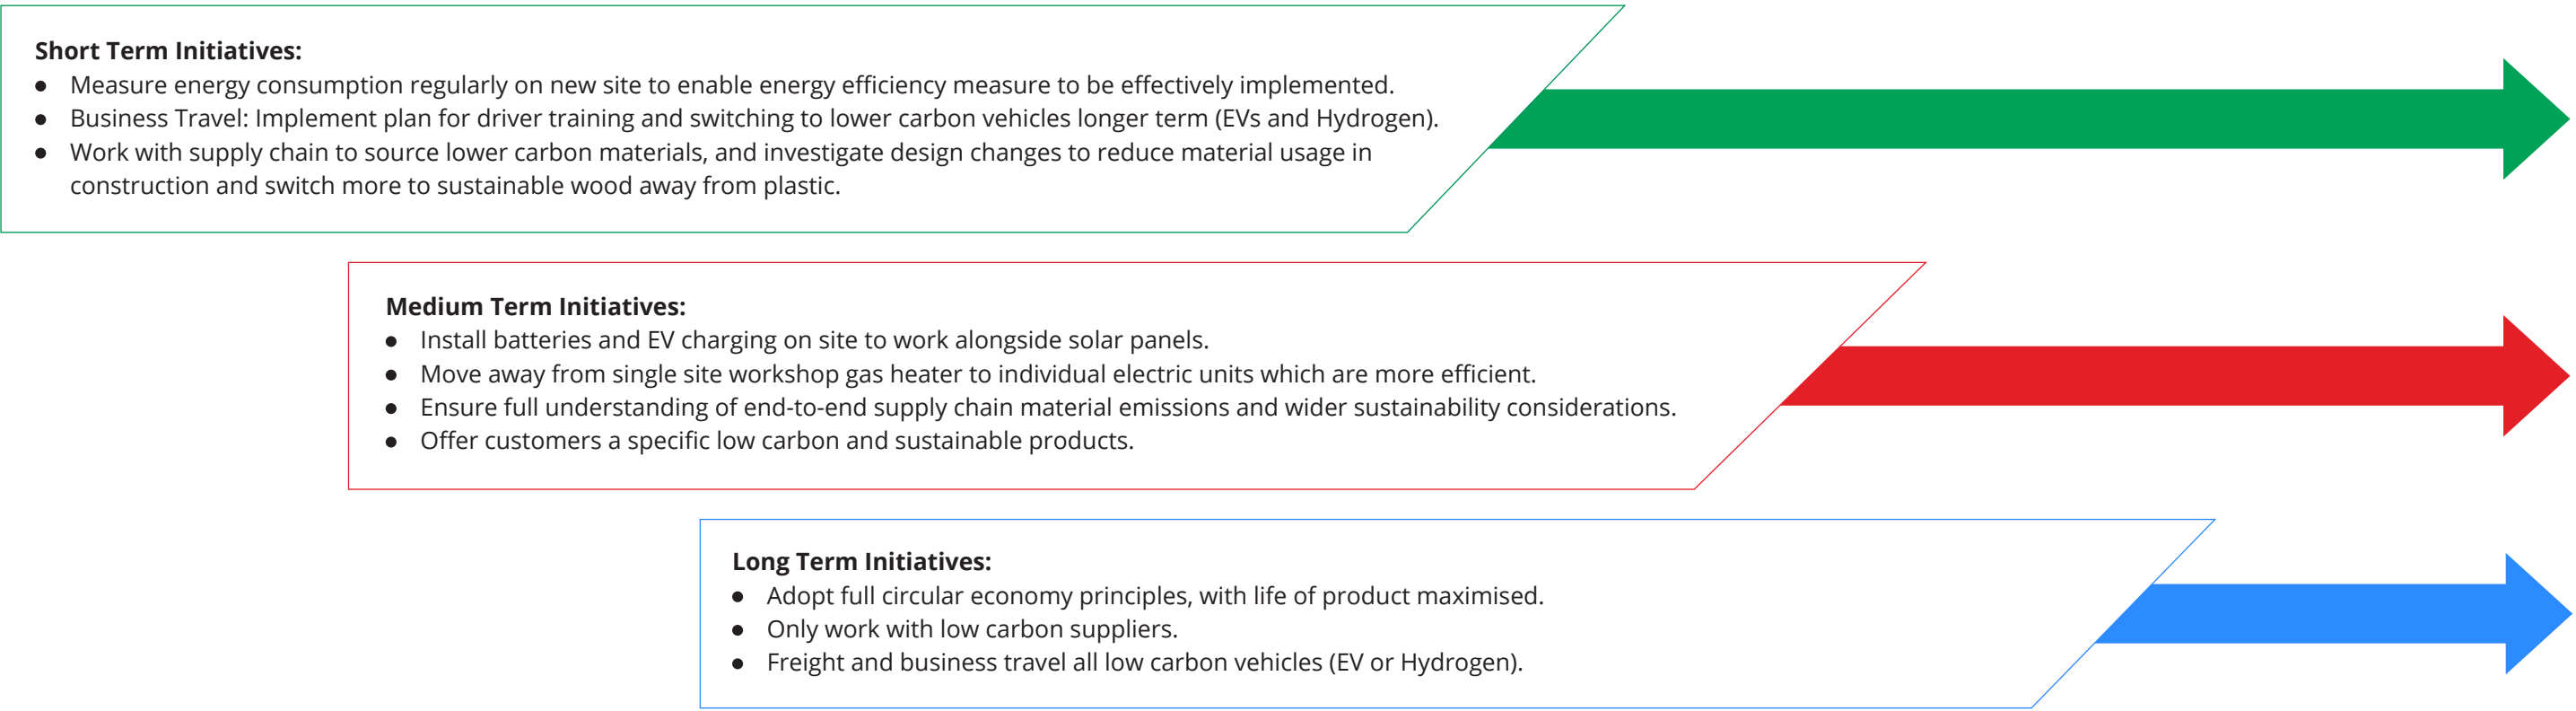 Short Term Initiatives:
● Measure energy consumption regularly on new site to enable energy efficiency measure to be effectively implemented.
● Business Travel: Implement plan for driver training and switching to lower carbon vehicles longer term (EVs and Hydrogen).
● Work with supply chain to source lower carbon materials, and investigate design changes to reduce material usage in
construction and switch more to sustainable wood away from plastic.
Medium Term Initiatives:
● Install batteries and EV charging on site to work alongside solar panels.
● Move away from single site workshop gas heater to individual electric units which are more efficient.
● Ensure full understanding of end-to-end supply chain material emissions and wider sustainability considerations.
● Offer customers a specific low carbon and sustainable products.
Long Term Initiatives:
● Adopt full circular economy principles, with life of product maximised.
● Only work with low carbon suppliers.
● Freight and business travel all low carbon vehicles (EV or Hydrogen).